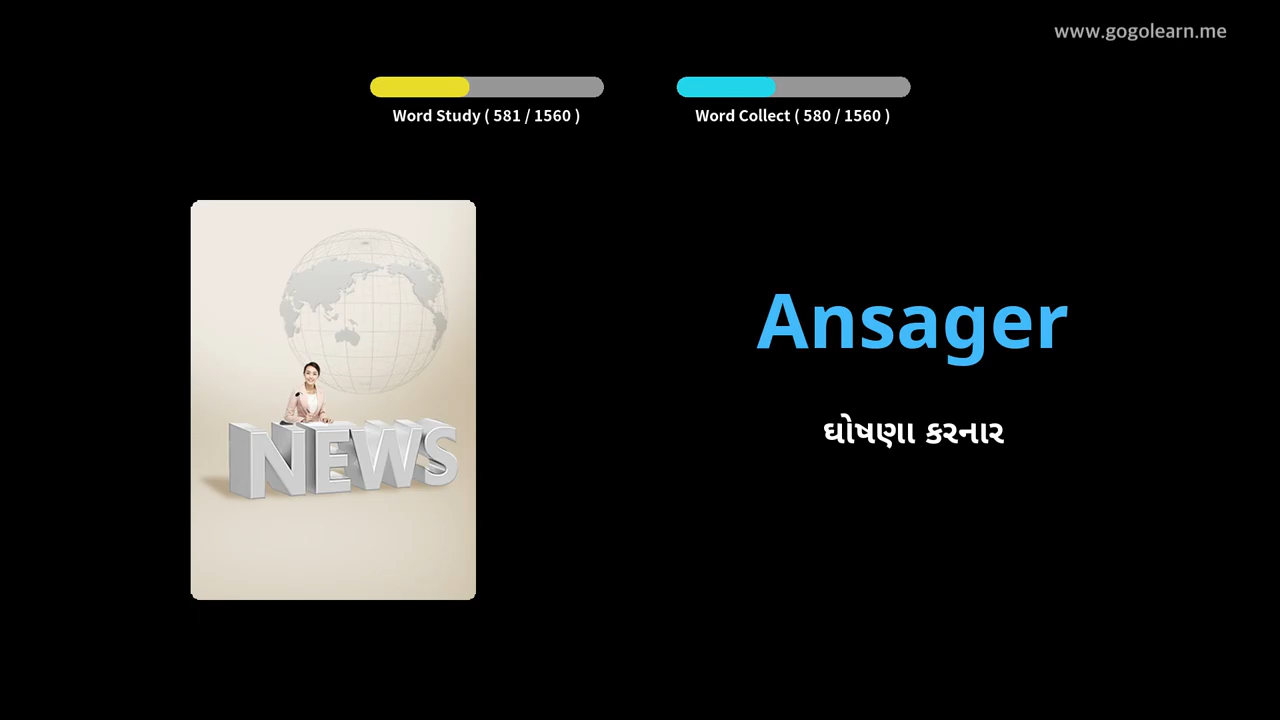 www.gogolearn.me
Word Study ( 581 / 1560 )
Word Collect ( 580 / 1560 )
NEWS
Ansager
ઘોષણા કરનાર